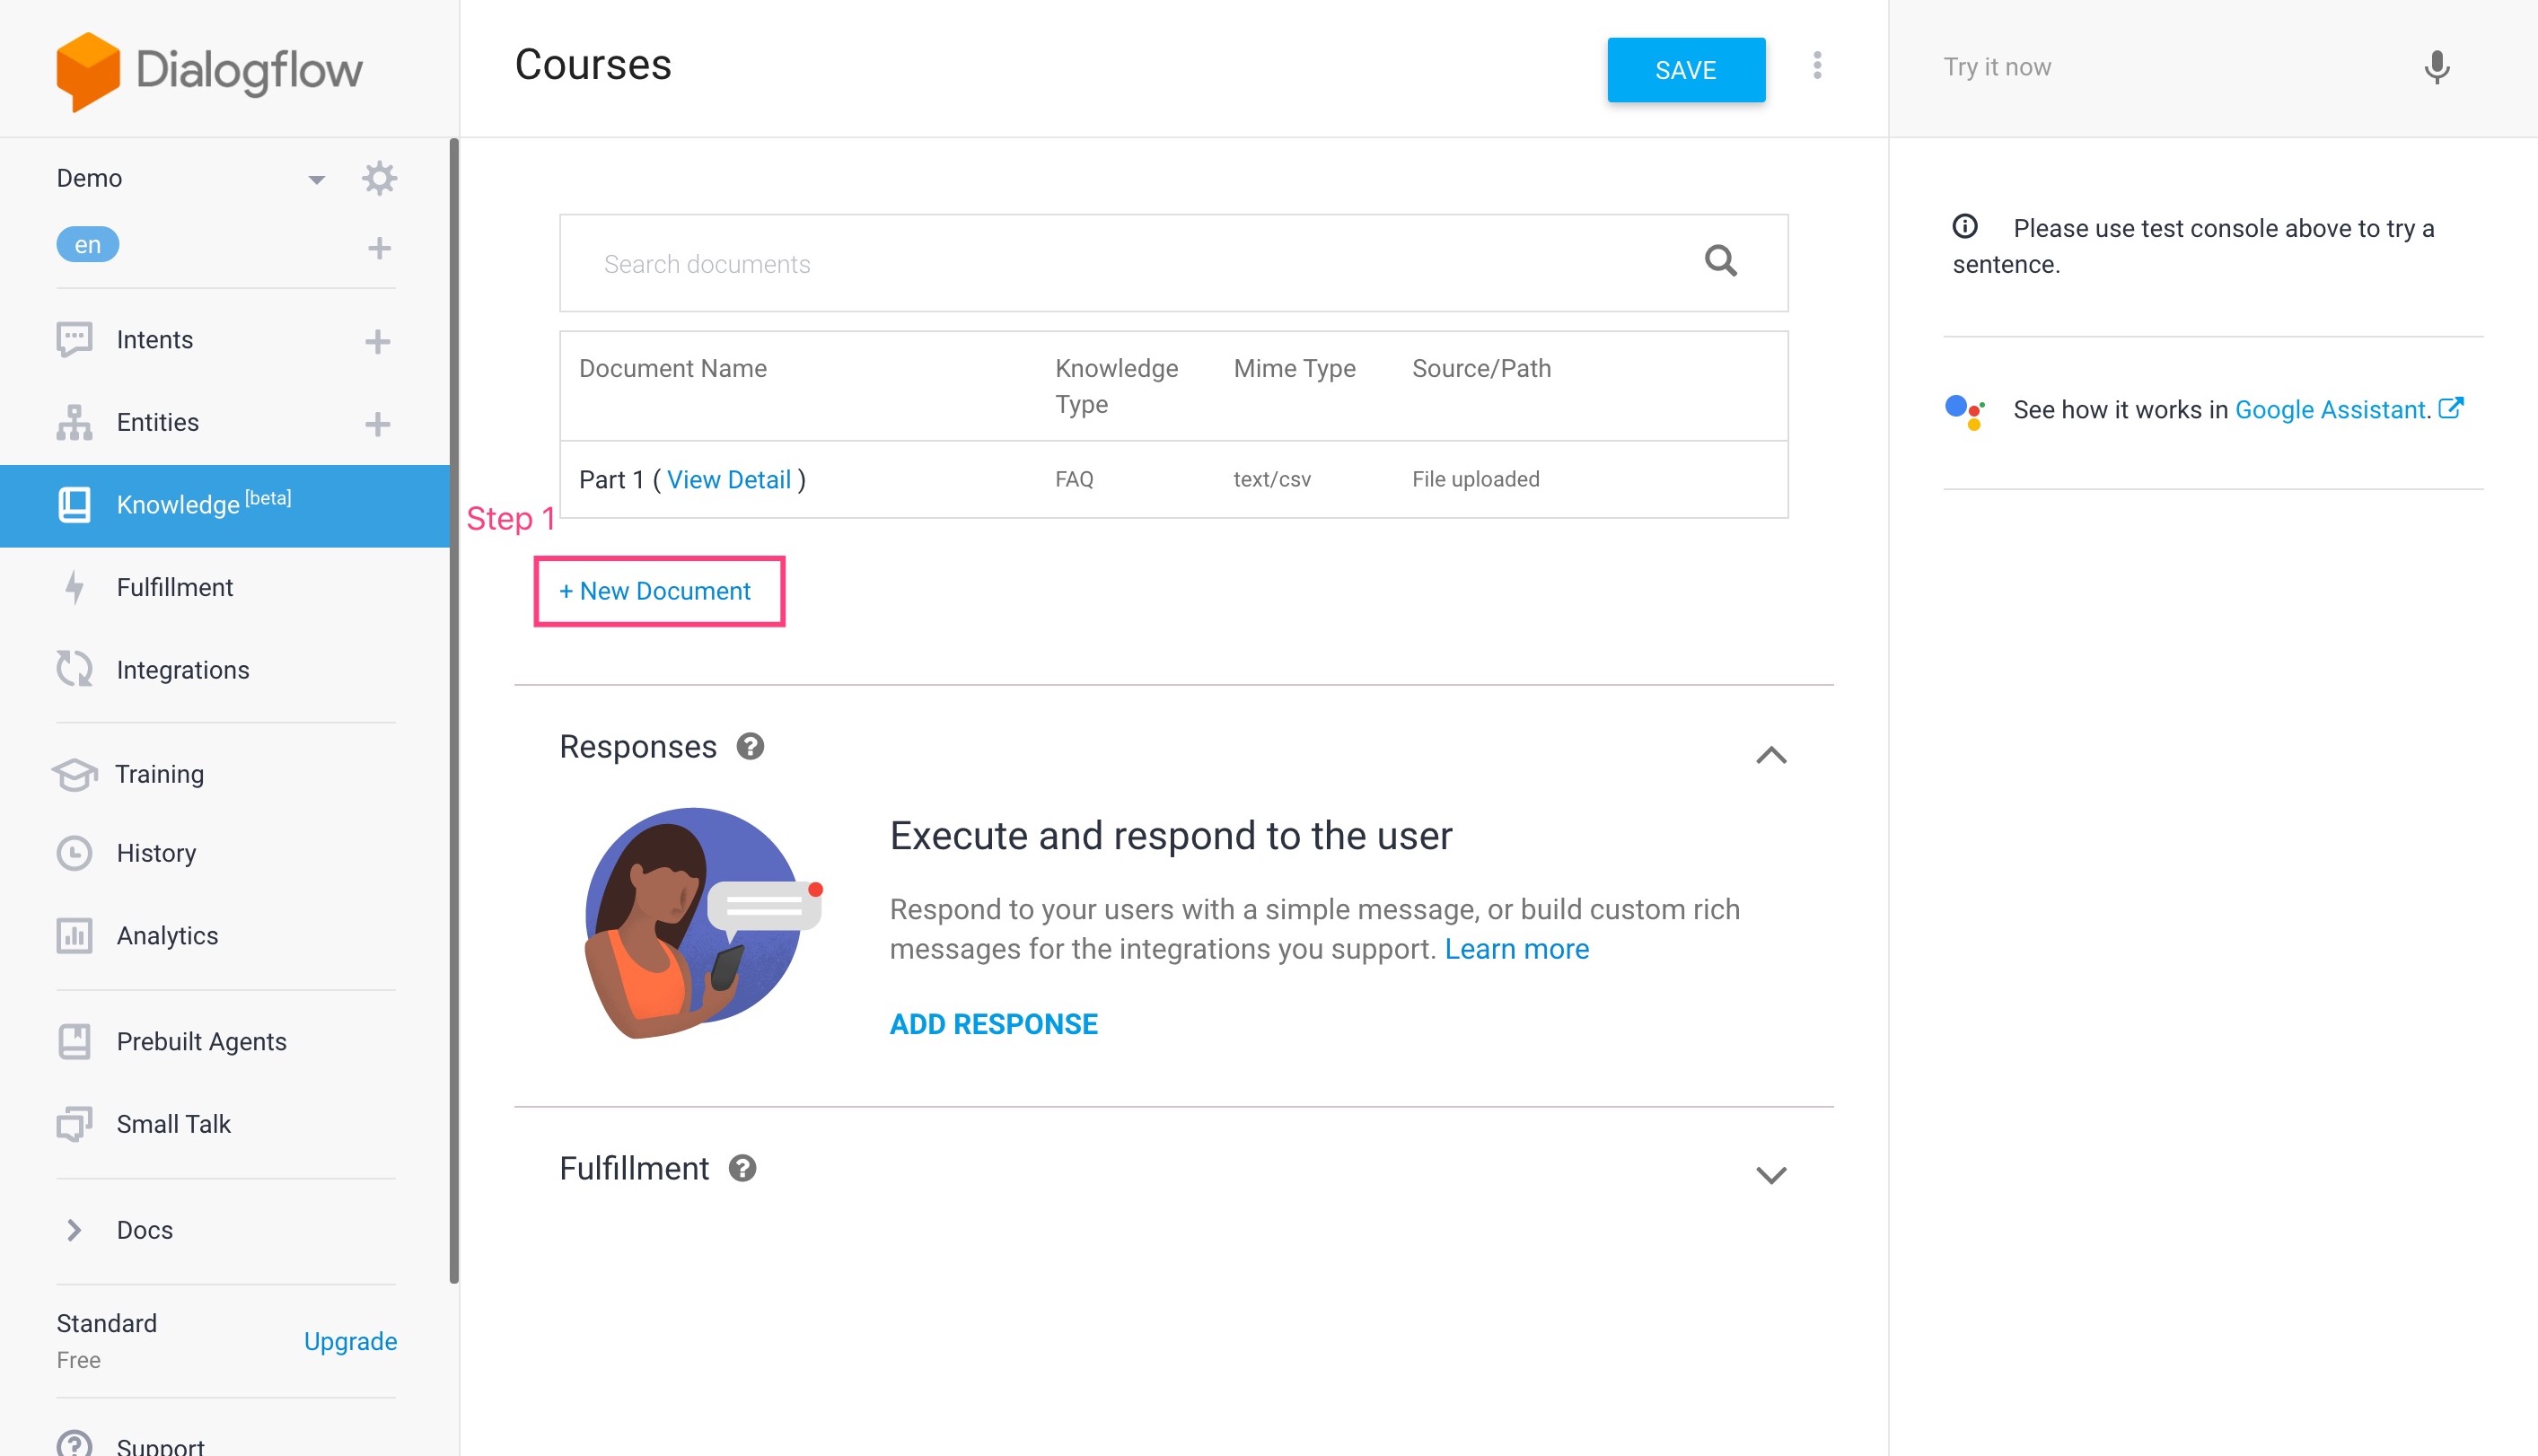 Dialogflow
Courses
SAVE
Try it now
Demo
en
Intents
Entities
Knowledge [beta]
Fulfillment
Integrations
Training
History
Analytics
Prebuilt Agents
Small Talk
Docs
Standard
Free
Upgrade
Support
Search documents
Document Name Knowledge Type Mime Type Source/Path
Part 1 ( View Detail ) FAQ text/csv File uploaded
Step 1
+ New Document
Responses
Execute and respond to the user
Respond to your users with a simple message, or build custom rich
messages for the integrations you support. Learn more
ADD RESPONSE
Fulfillment
Please use test console above to try a
sentence.
See how it works in Google Assistant.